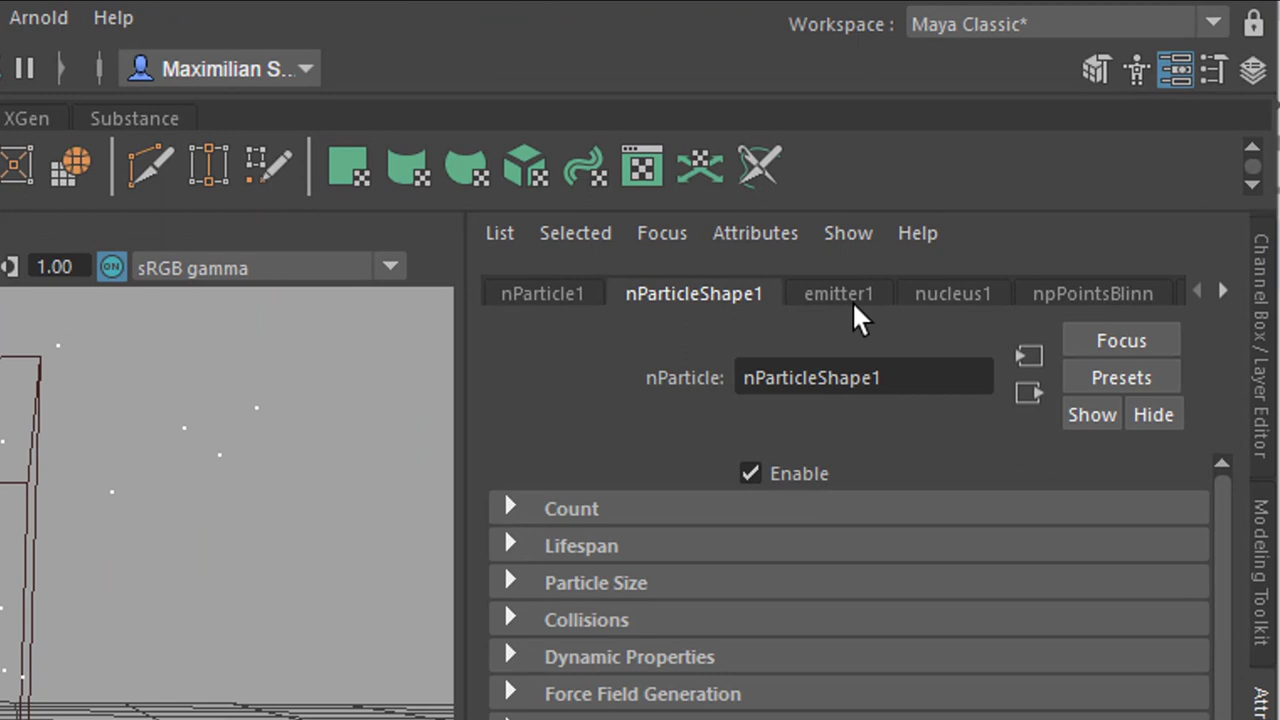 Arnold Help
Workspace : Maya Classic*
Maximilian S...
XGen Substance
List Selected Focus Attributes Show Help
1.00 ON sRGB gamma
nParticle1 nParticleShape1 emitter1 nucleus1 npPointsBlinn
Focus
nParticle: nParticleShape1
Presets
Show Hide
Enable
Count
Lifespan
Particle Size
Collisions
Dynamic Properties
Force Field Generation
Channel Box / Layer Editor
Modeling Toolkit